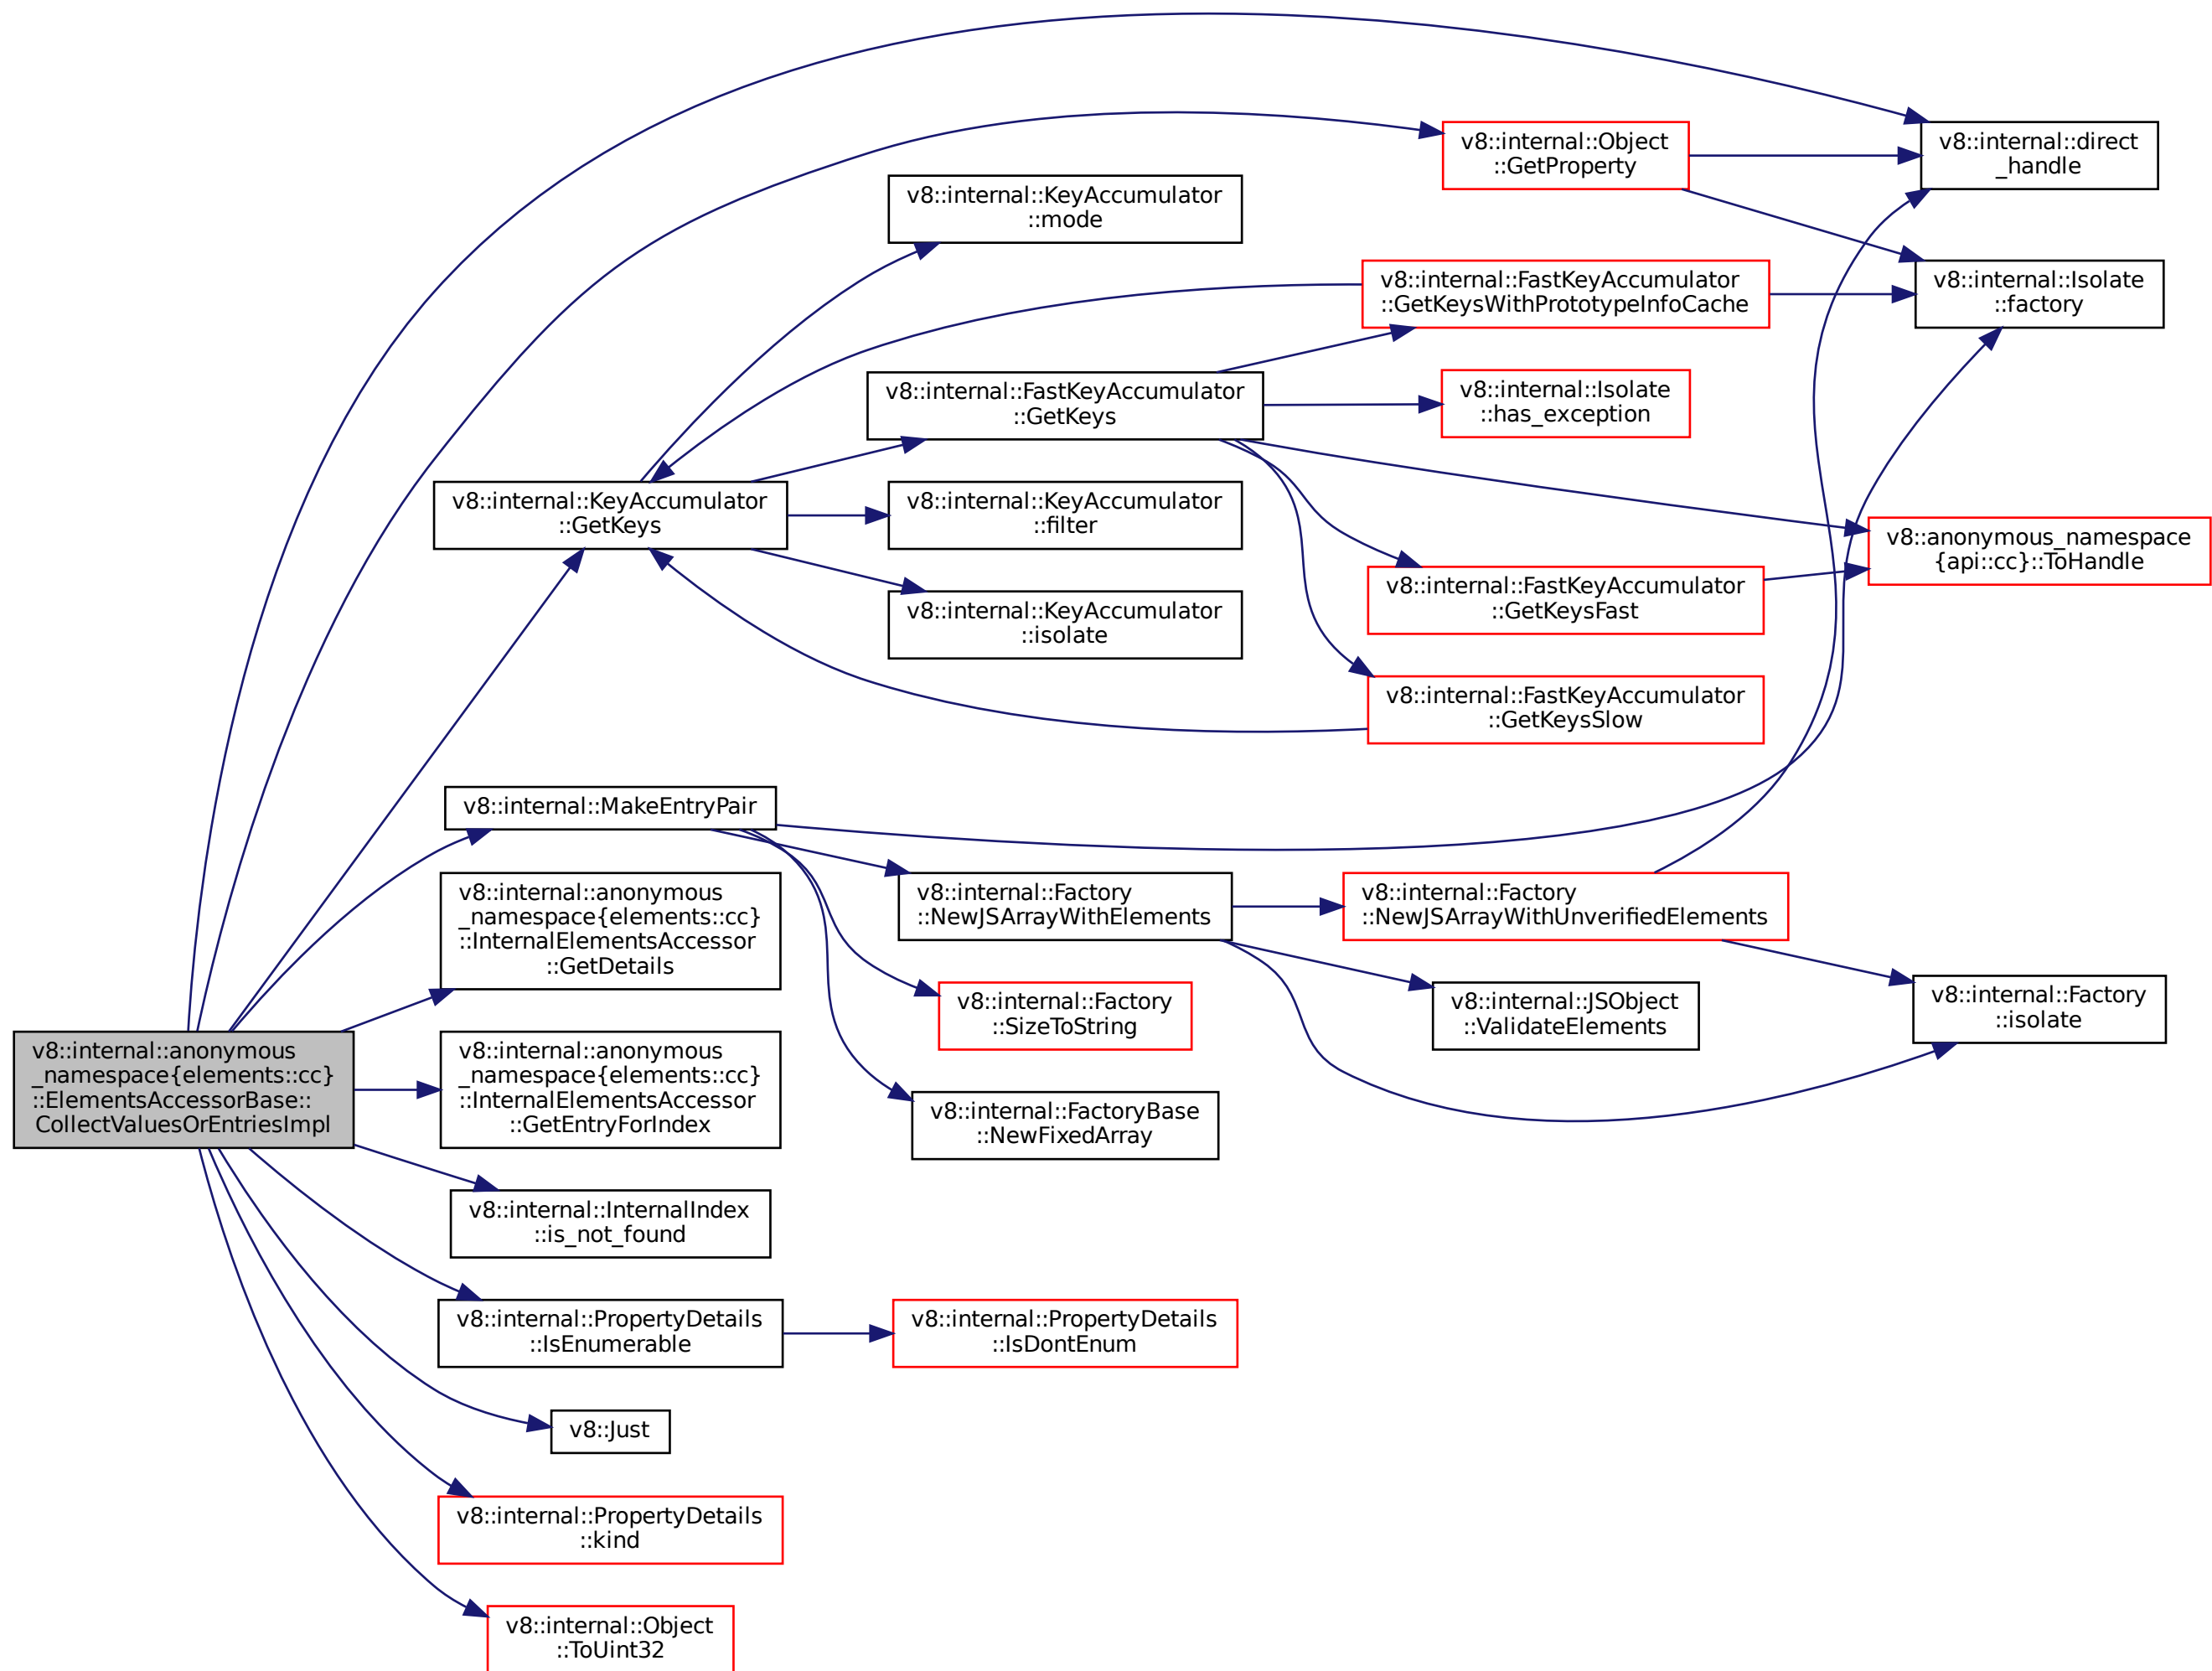 v8::internal::direct
_handle
v8::internal::Object
::GetProperty
v8::internal::KeyAccumulator
::mode
v8::internal::FastKeyAccumulator
::GetKeysWithPrototypeInfoCache
v8::internal::Isolate
::factory
v8::internal::FastKeyAccumulator
::GetKeys
v8::internal::Isolate
::has_exception
v8::internal::KeyAccumulator
::GetKeys
v8::internal::KeyAccumulator
::filter
v8::anonymous_namespace
{api::cc}::ToHandle
v8::internal::KeyAccumulator
::isolate
v8::internal::FastKeyAccumulator
::GetKeysFast
v8::internal::FastKeyAccumulator
::GetKeysSlow
v8::internal::MakeEntryPair
v8::internal::anonymous
_namespace{elements::cc}
::InternalElementsAccessor
::GetDetails
v8::internal::Factory
::NewJSArrayWithElements
v8::internal::Factory
::NewJSArrayWithUnverifiedElements
v8::internal::Factory
::SizeToString
v8::internal::JSObject
::ValidateElements
v8::internal::Factory
::isolate
v8::internal::anonymous
_namespace{elements::cc}
::ElementsAccessorBase::
CollectValuesOrEntriesImpl
v8::internal::anonymous
_namespace{elements::cc}
::InternalElementsAccessor
::GetEntryForIndex
v8::internal::FactoryBase
::NewFixedArray
v8::internal::InternalIndex
::is_not_found
v8::internal::PropertyDetails
::IsEnumerable
v8::internal::PropertyDetails
::IsDontEnum
v8::Just
v8::internal::PropertyDetails
::kind
v8::internal::Object
::ToUint32